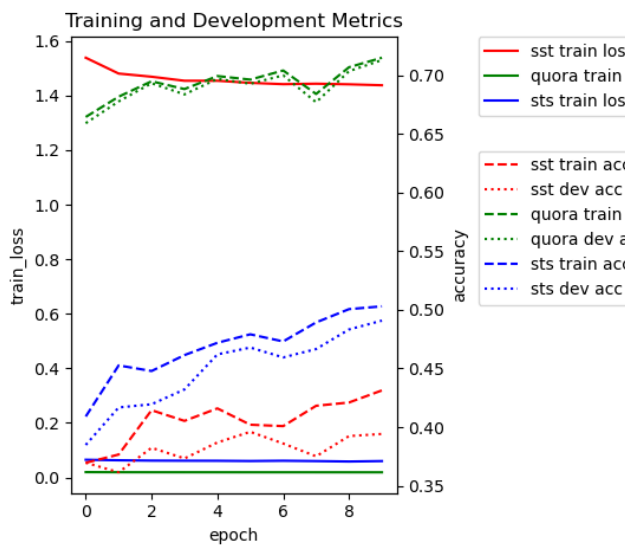 Training and Development Metrics
1.6
1.4
1.2
1.0
0.8
0.6
0.4
0.2
0.0
train_loss
0
2
4
6
8
epoch
0.70
0.65
0.60
0.55
0.50
0.45
0.40
0.35
accuracy
sst train los
quora train
sts train los
sst train acc
sst dev acc
quora train
quora dev a
sts train acc
sts dev acc